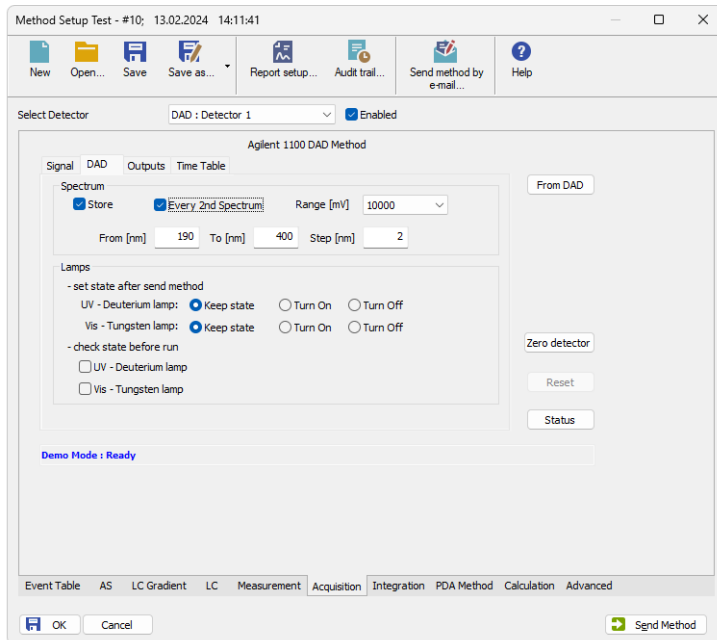 Method Setup Test - #10; 13.02.2024 14:11:41
New Open... Save Save as... Report setup... Audit trail... Send method by e-mail... Help
Select Detector DAD : Detector 1 Enabled
Agilent 1100 DAD Method
Signal DAD Outputs Time Table
From DAD
Spectrum
Store Every 2nd Spectrum Range [mV] 10000
From [nm] 190 To [nm] 400 Step [nm] 2
Lamps
- set state after send method
UV - Deuterium lamp: Keep state Turn On Turn Off
Vis - Tungsten lamp: Keep state Turn On Turn Off
- check state before run
UV - Deuterium lamp
Vis - Tungsten lamp
Zero detector
Reset
Status
Demo Mode : Ready
Event Table AS LC Gradient LC Measurement Acquisition Integration PDA Method Calculation Advanced
OK Cancel Send Method